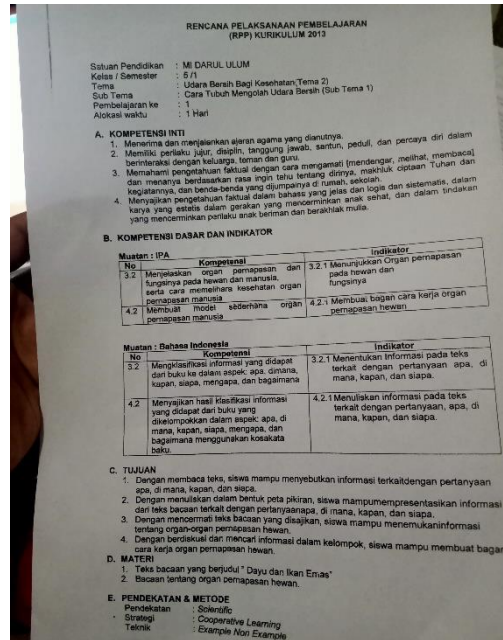 RENCANA PELAKSANAAN PEMBELAJARAN
(RPP) KURIKULUM 2013
Satuan Pendidikan : MI DARUL ULUM
Kelas / Semester : 5 /1
Tema : Udara Bersih Bagi Kesehatan(Tema 2)
Sub Tema : Cara Tubuh Mengolah Udara Bersih (Sub Tema 1)
Pembelajaran ke : 1
Alokasi waktu : 1 Hari
A. KOMPETENSI INTI
1. Menerima dan menjalankan ajaran agama yang dianutnya.
2. Memiliki perilaku jujur, disiplin, tanggung jawab, santun, peduli, dan percaya diri dalam
berinteraksi dengan keluarga, teman dan guru.
3. Memahami pengetahuan faktual dengan cara mengamati [mendengar, melihat, membaca]
dan menanya berdasarkan rasa ingin tahu tentang dirinya, makhluk ciptaan Tuhan dan
kegiatannya, dan benda-benda yang dijumpainya di rumah, sekolah.
4. Menyajikan pengetahuan faktual dalam bahasa yang jelas dan logis dan sistematis, dalam
karya yang estetis dalam gerakan yang mencerminkan anak sehat, dan dalam tindakan
yang mencerminkan perilaku anak beriman dan berakhlak mulia.
B. KOMPETENSI DASAR DAN INDIKATOR
Muatan : IPA
No Kompetensi Indikator
3.2 Menjelaskan organ pernapasan dan
fungsinya pada hewan dan manusia,
serta cara memelihara kesehatan organ
pernapasan manusia
3.2.1 Menunjukkan Organ pernapasan
pada hewan dan
fungsinya
4.2 Membuat model sederhana organ
pernapasan manusia
4.2.1 Membuat bagan cara kerja organ
pernapasan hewan
Muatan : Bahasa Indonesia
No Kompetensi Indikator
3.2 Mengklasifikasi informasi yang didapat
dari buku ke dalam aspek: apa, dimana,
kapan, siapa, mengapa, dan bagaimana
3.2.1 Menentukan Informasi pada teks
terkait dengan pertanyaan, apa, di
mana, kapan, dan siapa.
4.2 Menyajikan hasil klasifikasi informasi
yang didapat dari buku yang
dikelompokkan dalam aspek: apa, di
mana, kapan, siapa, mengapa, dan
bagaimana menggunakan kosakata
baku.
4.2.1 Menuliskan informasi pada teks
terkait dengan pertanyaan, apa, di
mana, kapan, dan siapa.
C. TUJUAN
1. Dengan membaca teks, siswa mampu menyebutkan informasi terkaitdengan pertanyaan
apa, di mana, kapan, dan siapa.
2. Dengan menuliskan dalam bentuk peta pikiran, siswa mampumempresentasikan informasi
dari teks bacaan terkait dengan pertanyaanapa, di mana, kapan, dan siapa.
3. Dengan mencermati teks bacaan yang disajikan, siswa mampu menemukaninformasi
tentang organ-organ pernapasan hewan.
4. Dengan berdiskusi dan mencari informasi dalam kelompok, siswa mampu membuat bagan
cara kerja organ pernapasan hewan.
D. MATERI
1. Teks bacaan yang berjudul " Dayu dan Ikan Emas"
2. Bacaan tentang organ pernapasan hewan.
E. PENDEKATAN & METODE
Pendekatan : Scientific
Strategi : Cooperative Learning
Teknik : Example Non Example